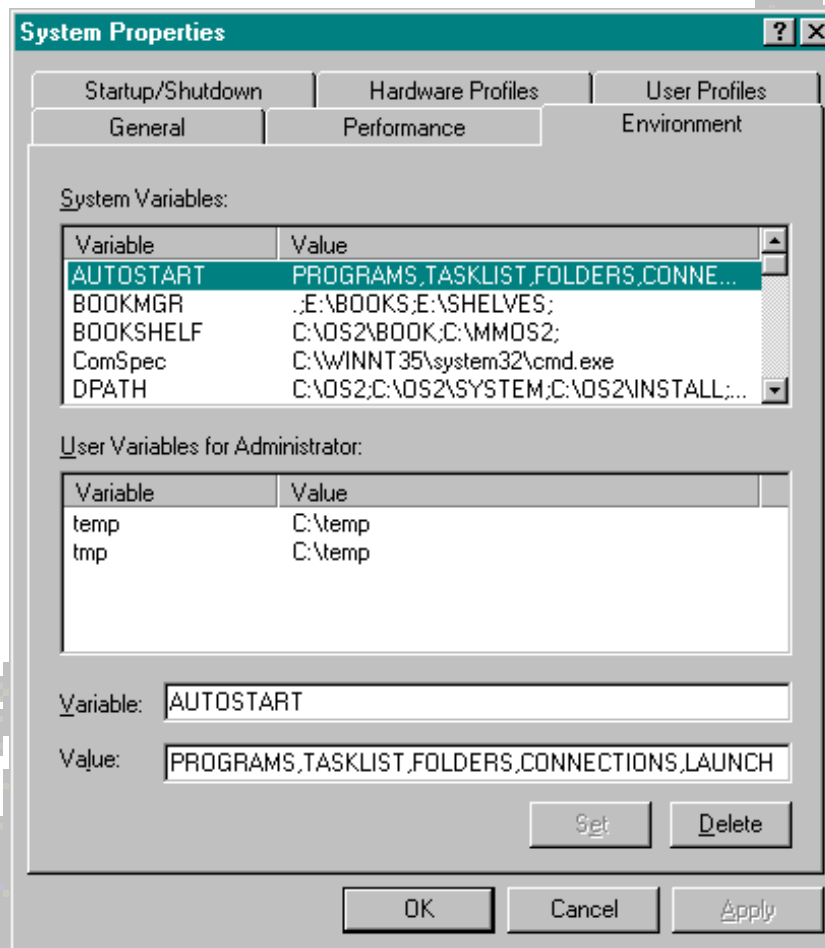 System Properties
Startup/Shutdown Hardware Profiles User Profiles
General Performance Environment
System Variables:
Variable Value
AUTOSTART PROGRAMS,TASKLIST,FOLDERS,CONNE...
BOOKMGR .;E:\BOOKS;E:\SHELVES;
BOOKSHELF C:\OS2\BOOK;C:\MMOS2;
ComSpec C:\WINNT35\system32\cmd.exe
DPATH C:\OS2;C:\OS2\SYSTEM;C:\OS2\INSTALL;...
User Variables for Administrator:
Variable Value
temp C:\temp
tmp C:\temp
Variable: AUTOSTART
Value: PROGRAMS,TASKLIST,FOLDERS,CONNECTIONS,LAUNCH
Set Delete
OK Cancel Apply